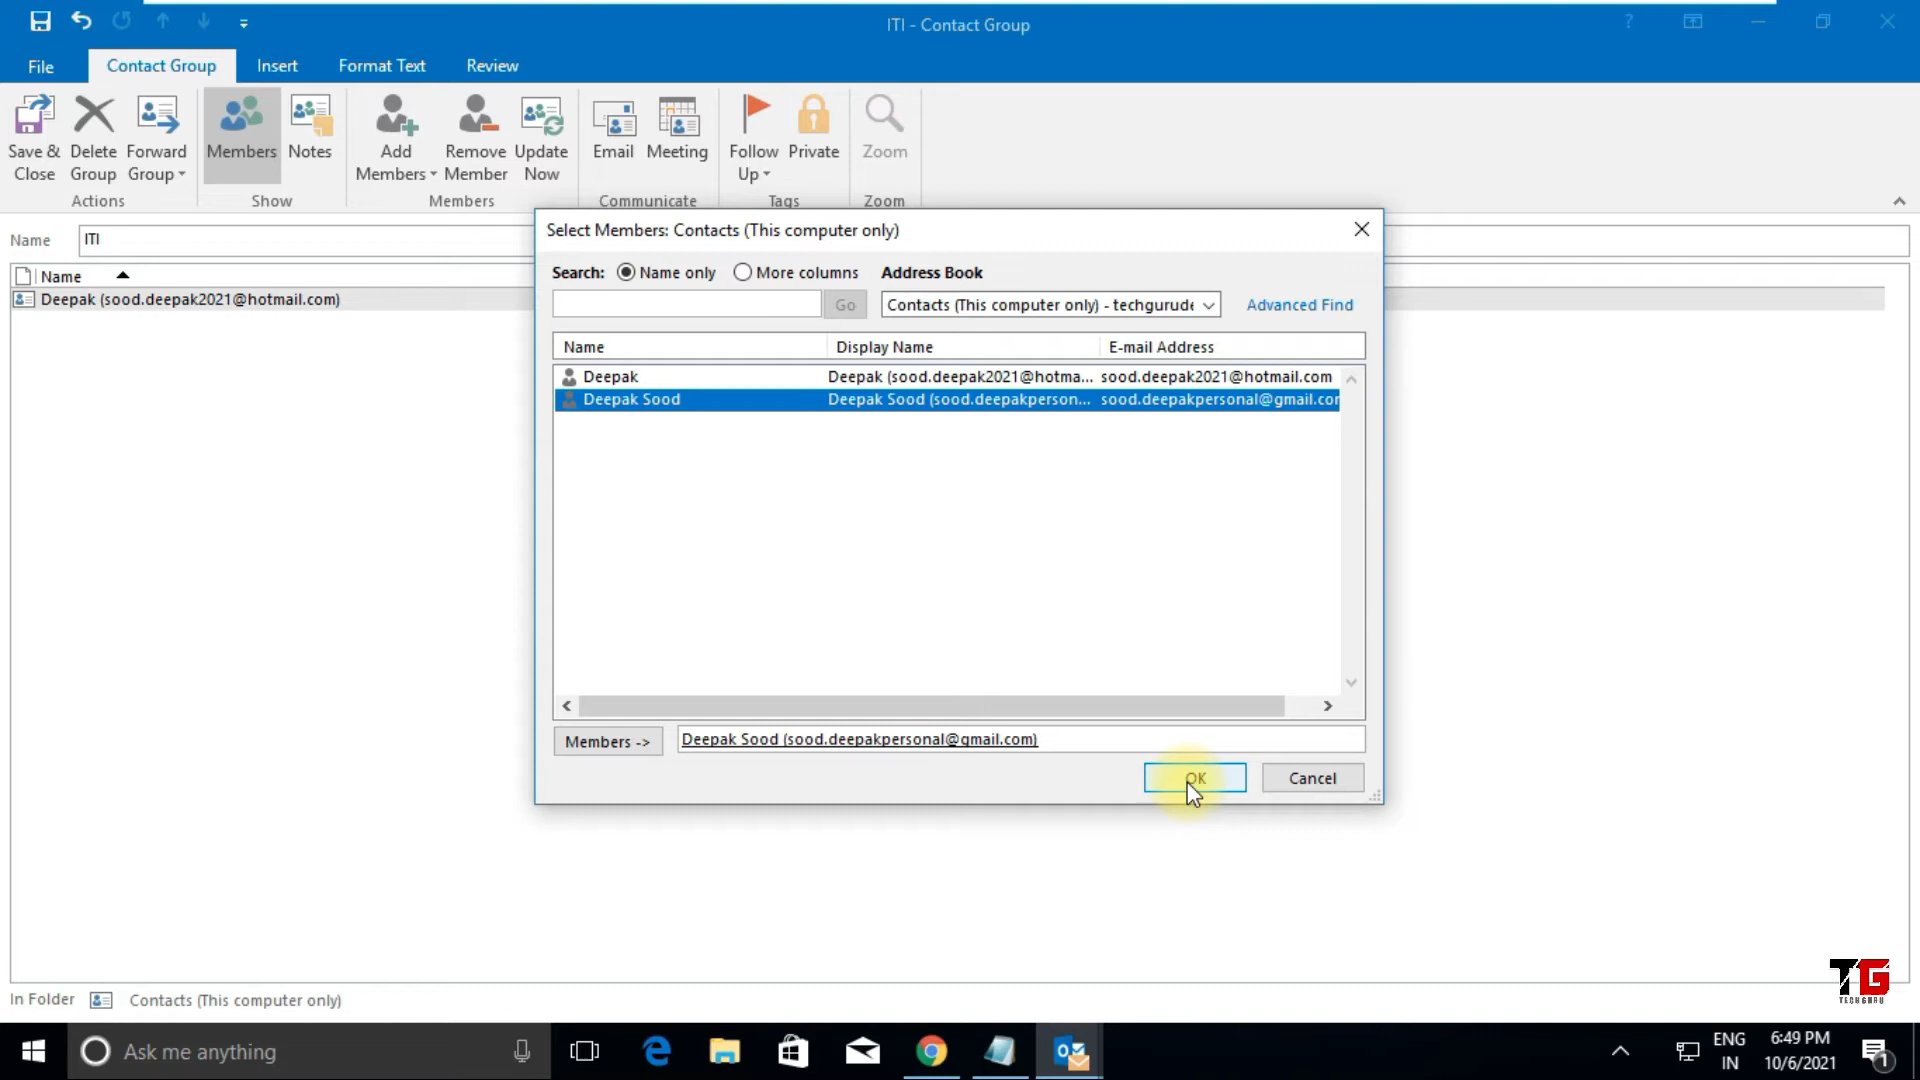 ITI - Contact Group
?
File
Contact Group
Insert
Format Text
Review
Save & Close
Delete Group
Forward Group
Members
Notes
Add Members
Remove Member
Update Now
Email
Meeting
Follow Up
Private
Zoom
Actions
Show
Members
Communicate
Tags
Zoom
Name
ITI
Name
Deepak (sood.deepak2021@hotmail.com)
Select Members: Contacts (This computer only)
Search:
Name only
More columns
Address Book
Go
Contacts (This computer only) - techgurude
Advanced Find
Name
Display Name
E-mail Address
Deepak
Deepak (sood.deepak2021@hotma...
sood.deepak2021@hotmail.com
Deepak Sood
Deepak Sood (sood.deepakperson...
sood.deepakpersonal@gmail.com
Members ->
Deepak Sood (sood.deepakpersonal@gmail.com)
OK
Cancel
In Folder
Contacts (This computer only)
TG
TECH GURU
Ask me anything
ENG
IN
6:49 PM
10/6/2021
1